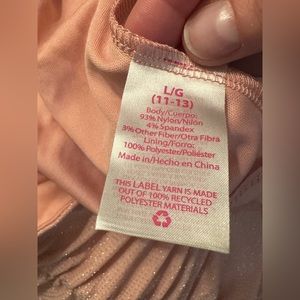 L/G
(11-13)
Body/Cuerpo:
93% Nylon/Nilón
4% Spandex
3% Other Fiber/Otra Fibra
Lining/Forro:
100% Polyester/Poliéster
Made in/Hecho en China
THIS LABEL YARN IS MADE
OUT OF 100% RECYCLED
POLYESTER MATERIALS